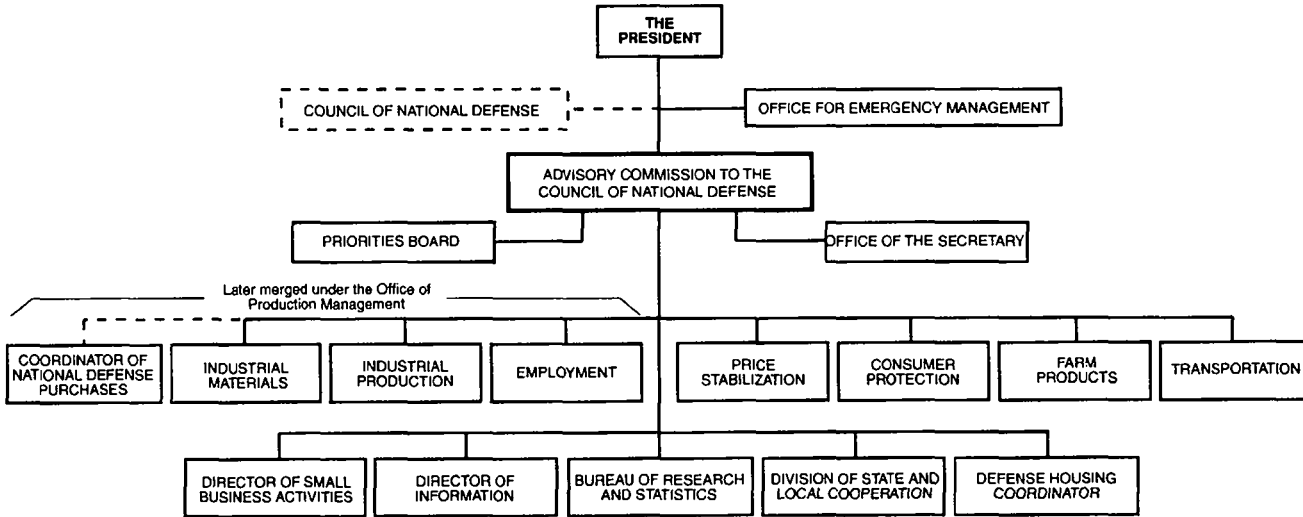 THE
PRESIDENT
COUNCIL OF NATIONAL DEFENSE
OFFICE FOR EMERGENCY MANAGEMENT
ADVISORY COMMISSION TO THE
COUNCIL OF NATIONAL DEFENSE
PRIORITIES BOARD
OFFICE OF THE SECRETARY
Later merged under the Office of
Production Management
COORDINATOR OF
NATIONAL DEFENSE
PURCHASES
INDUSTRIAL
MATERIALS
INDUSTRIAL
PRODUCTION
EMPLOYMENT
PRICE
STABILIZATION
CONSUMER
PROTECTION
FARM
PRODUCTS
TRANSPORTATION
DIRECTOR OF SMALL
BUSINESS ACTIVITIES
DIRECTOR OF
INFORMATION
BUREAU OF RESEARCH
AND STATISTICS
DIVISION OF STATE AND
LOCAL COOPERATION
DEFENSE HOUSING
COORDINATOR